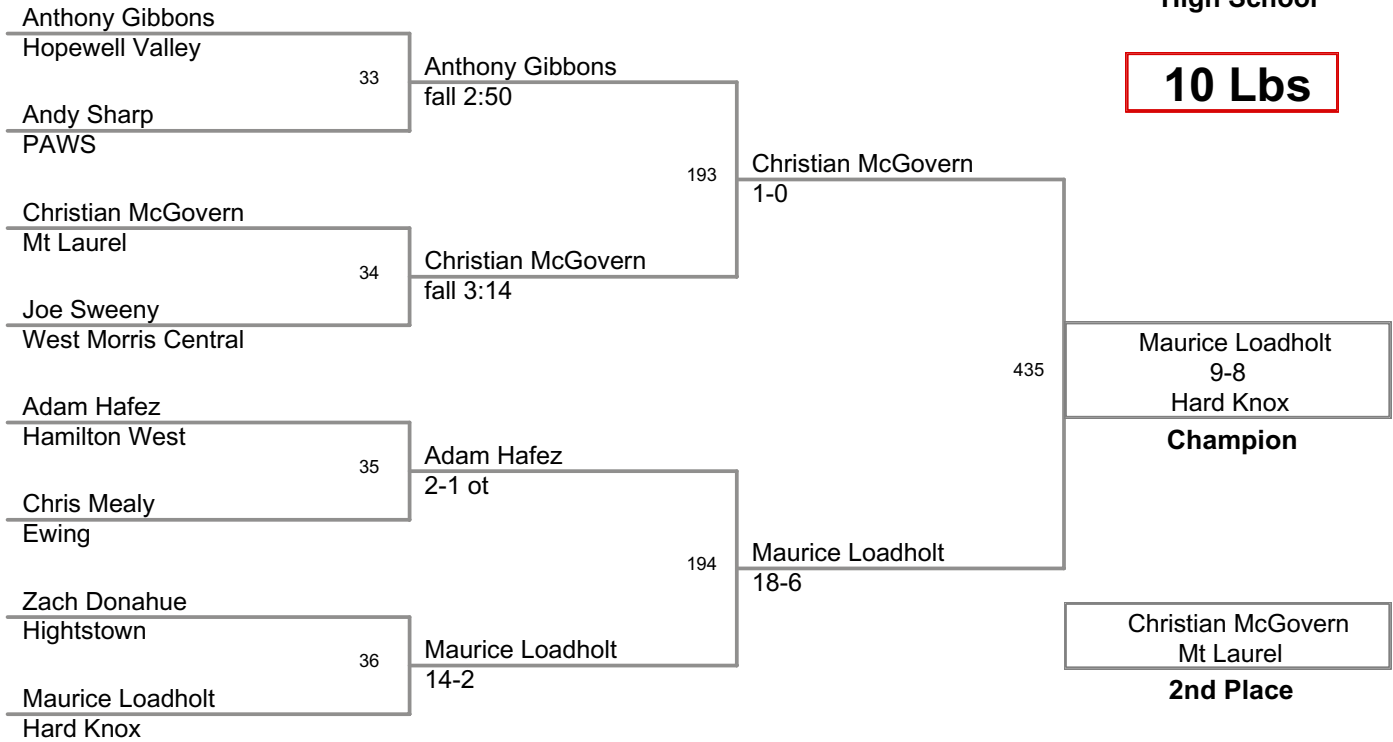 High School
10 Lbs
Anthony Gibbons
Hopewell Valley
33
Andy Sharp
PAWS
Anthony Gibbons
fall 2:50
Christian McGovern
Mt Laurel
34
Joe Sweeny
West Morris Central
Christian McGovern
fall 3:14
193
Christian McGovern
1-0
Adam Hafez
Hamilton West
35
Chris Mealy
Ewing
Adam Hafez
2-1 ot
Zach Donahue
Hightstown
36
Maurice Loadholt
Hard Knox
Maurice Loadholt
14-2
194
Maurice Loadholt
18-6
435
Maurice Loadholt
9-8
Hard Knox
Champion
Christian McGovern
Mt Laurel
2nd Place